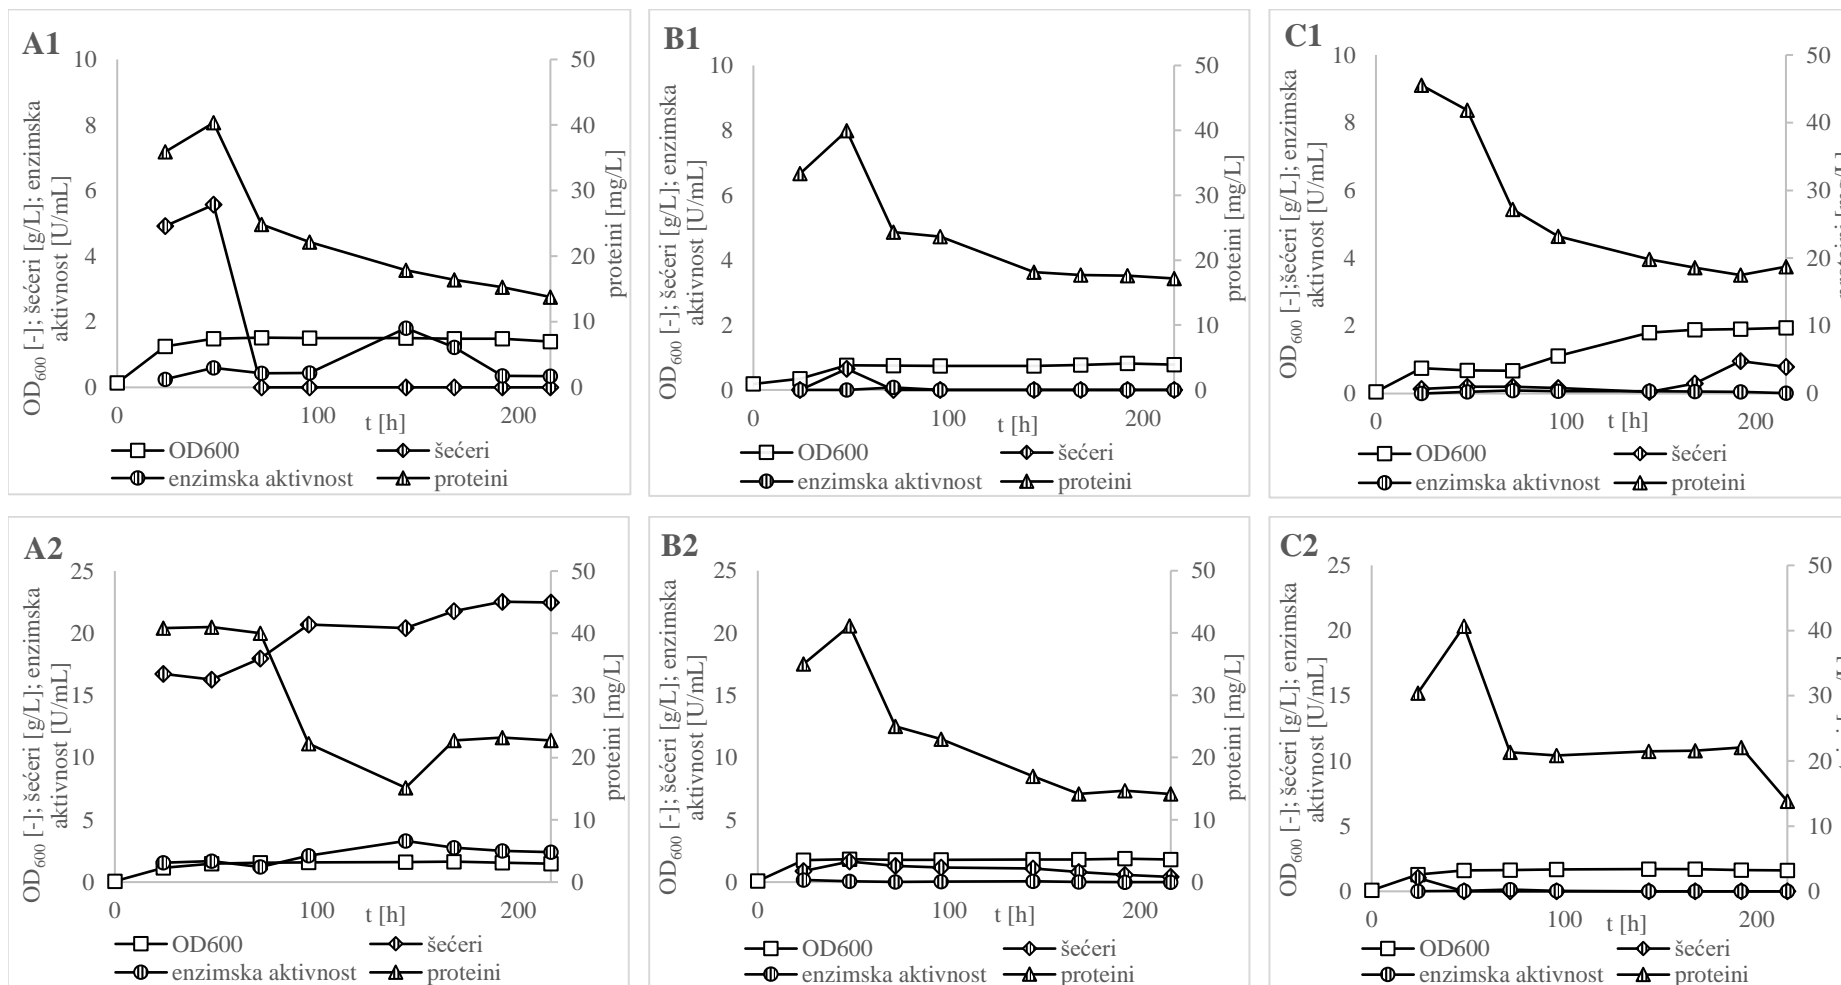 A1
OD600 [-]; šećeri [g/L]; enzimska
aktivnost [U/mL]
10
8
6
4
2
0
50
40
30
20
10
0
proteini [mg/L]
0
100
200
t [h]
OD600
šećeri
enzimska aktivnost
proteini
B1
OD600 [-]; šećeri [g/L]; enzimska
aktivnost [U/mL]
10
8
6
4
2
0
50
40
30
20
10
0
proteini [mg/L]
0
100
200
t [h]
OD600
šećeri
enzimska aktivnost
proteini
C1
OD600 [-];šećeri [g/L]; enzimska
aktivnost [U/mL]
10
8
6
4
2
0
50
40
30
20
10
0
0
100
200
t [h]
OD600
šećeri
enzimska aktivnost
proteini
A2
OD600 [-]; šećeri [g/L]; enzimska
aktivnost [U/mL]
25
20
15
10
5
0
50
40
30
20
10
0
proteini [mg/L]
0
100
200
t [h]
OD600
šećeri
enzimska aktivnost
proteini
B2
OD600 [-]; šećeri [g/L]; enzimska
aktivnost [U/mL]
25
20
15
10
5
0
50
40
30
20
10
0
proteini [mg/L]
0
100
200
t [h]
OD600
šećeri
enzimska aktivnost
proteini
C2
OD600 [-]; šećeri [g/L]; enzimska
aktivnost [U/mL]
25
20
15
10
5
0
50
40
30
20
10
0
0
100
200
t [h]
OD600
šećeri
enzimska aktivnost
proteini